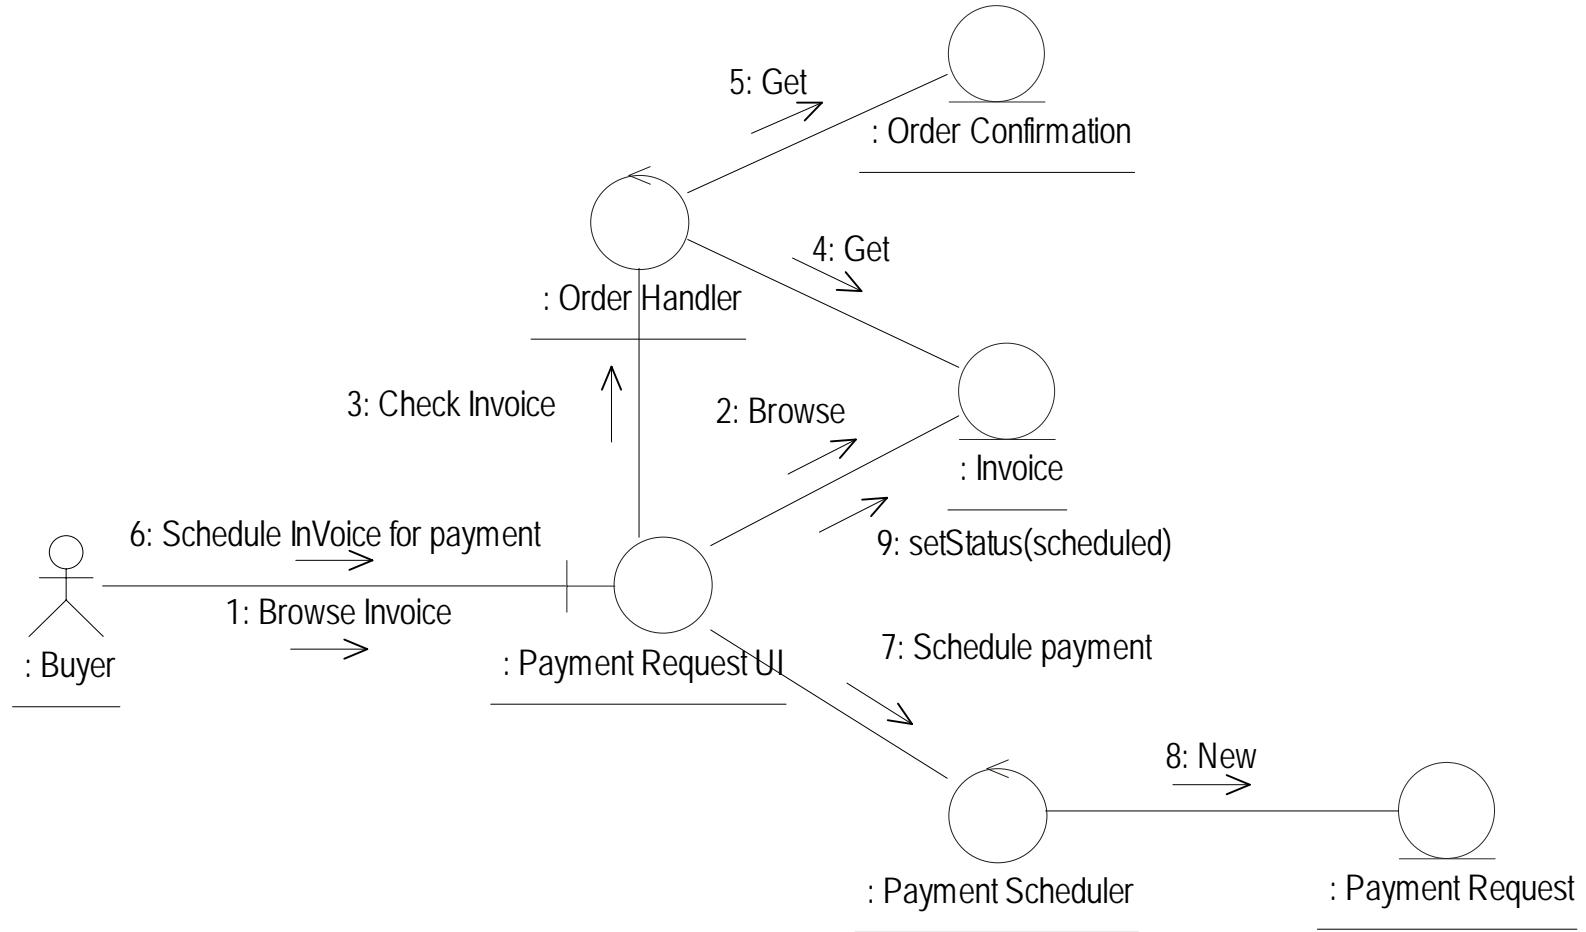 5: Get
: Order Confirmation
4: Get
: Order Handler
3: Check Invoice
2: Browse
: Invoice
6: Schedule InVoice for payment
9: setStatus(scheduled)
1: Browse Invoice
7: Schedule payment
: Buyer
: Payment Request UI
8: New
: Payment Scheduler
: Payment Request